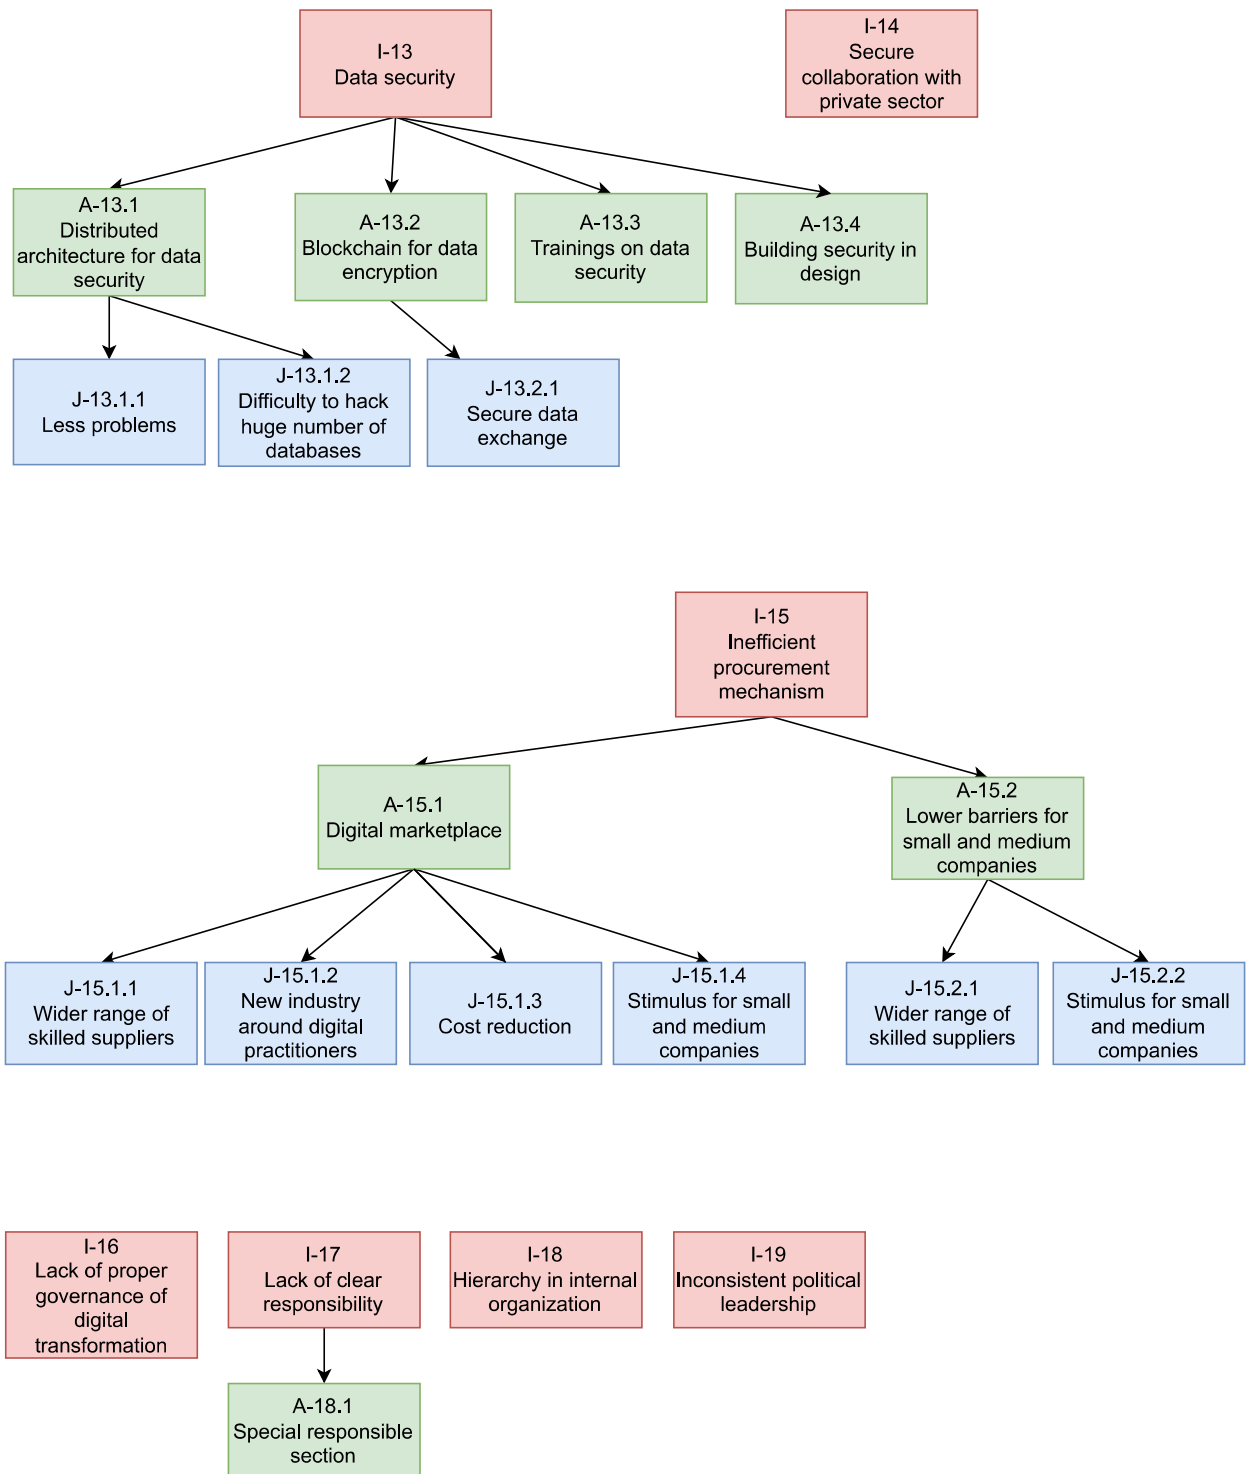 I-13
Data security
I-14
Secure
collaboration with
private sector
A-13.1
Distributed
architecture for data
security
A-13.2
Blockchain for data
encryption
A-13.3
Trainings on data
security
A-13.4
Building security in
design
J-13.1.1
Less problems
J-13.1.2
Difficulty to hack
huge number of
databases
J-13.2.1
Secure data
exchange
I-15
Inefficient
procurement
mechanism
A-15.1
Digital marketplace
A-15.2
Lower barriers for
small and medium
companies
J-15.1.1
Wider range of
skilled suppliers
J-15.1.2
New industry
around digital
practitioners
J-15.1.3
Cost reduction
J-15.1.4
Stimulus for small
and medium
companies
J-15.2.1
Wider range of
skilled suppliers
J-15.2.2
Stimulus for small
and medium
companies
I-16
Lack of proper
governance of
digital
transformation
I-17
Lack of clear
responsibility
I-18
Hierarchy in internal
organization
I-19
Inconsistent political
leadership
A-18.1
Special responsible
section